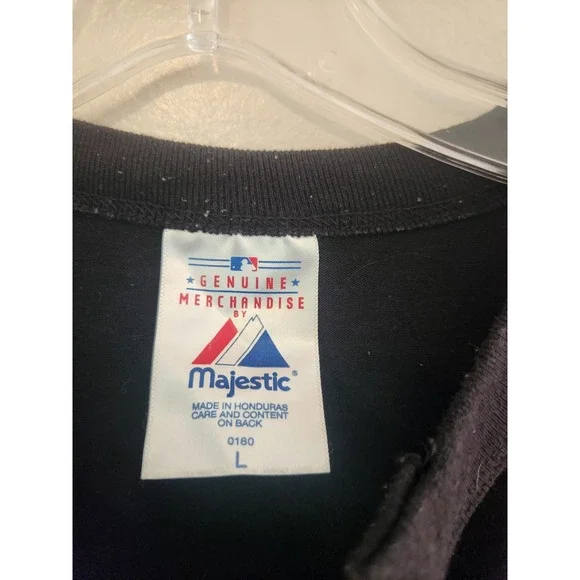 GENUINE
MERCHANDISE
BY
Majestic®
MADE IN HONDURAS
CARE AND CONTENT
ON BACK
0180
L